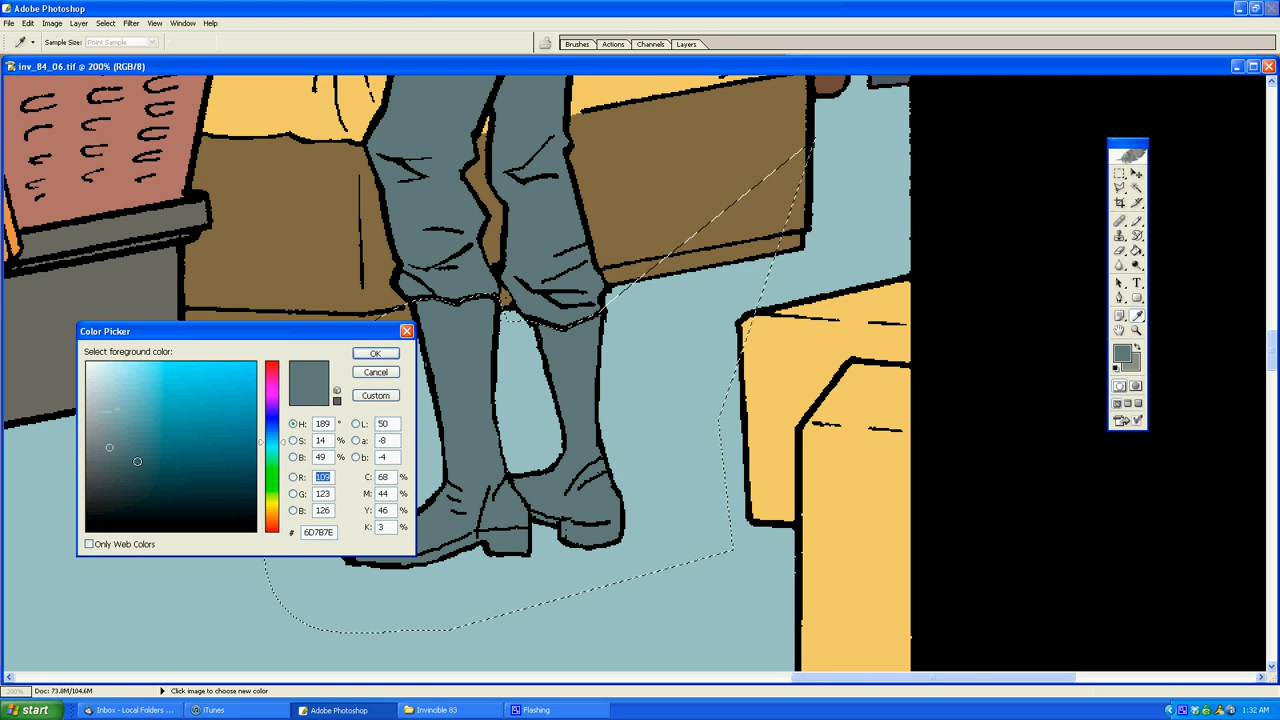 Adobe Photoshop
File Edit Image Layer Select Filter View Window Help
Sample Size: Point Sample
Brushes Actions Channels Layers
inv_84_06.tif @ 200% (RGB/8)
Color Picker
Select foreground color:
OK
Cancel
Custom
H: 189 ° L: 50
S: 14 % a: -8
B: 49 % b: -4
R: 109 C: 68 %
G: 123 M: 44 %
B: 126 Y: 46 %
# 6D7B7E K: 3 %
Only Web Colors
200% Doc: 73.8M/104.6M Click image to choose new color
start Inbox - Local Folders ... iTunes Adobe Photoshop Invincible 83 Flashing 1:32 AM